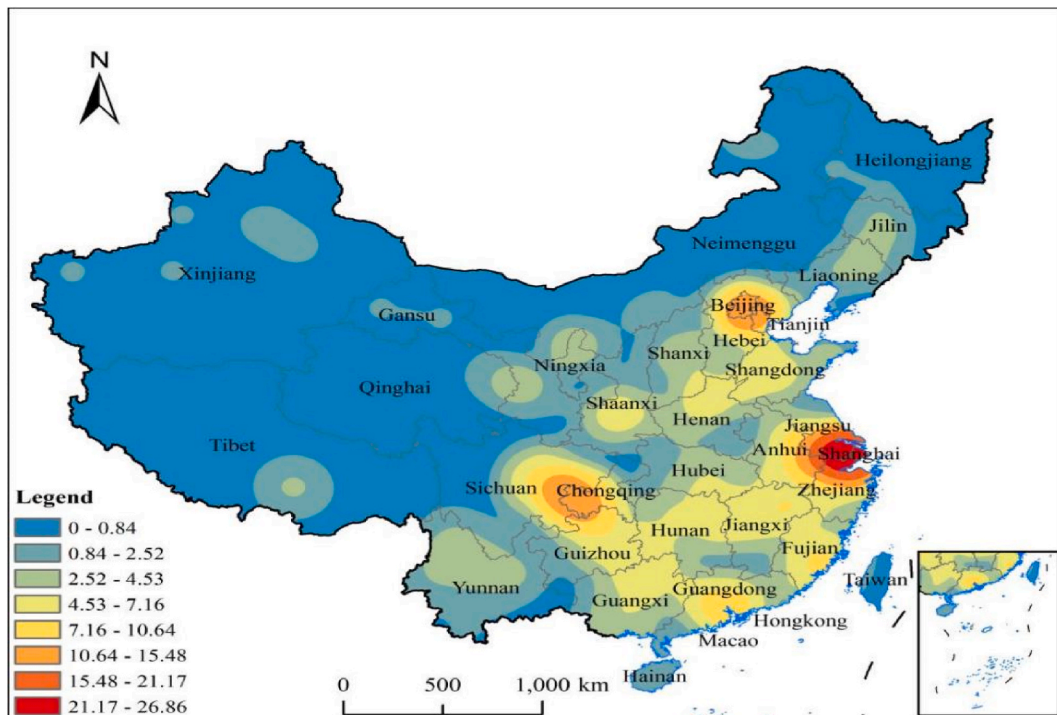 N
Heilongjiang
Jilin
Neimenggu
Liaoning
Xinjiang
Beijing
Gansu
Tianjin
Hebei
Shanxi
Ningxia
Shangdong
Qinghai
Shaanxi
Henan
Jiangsu
Tibet
Anhui
Shanghai
Hubei
Sichuan
Chongqing
Zhejiang
Hunan
Jiangxi
Guizhou
Fujian
Yunnan
Taiwan
Guangxi
Guangdong
Hongkong
Macao
Hainan
Legend
0 - 0.84
0.84 - 2.52
2.52 - 4.53
4.53 - 7.16
7.16 - 10.64
10.64 - 15.48
15.48 - 21.17
21.17 - 26.86
0 500 1,000 km